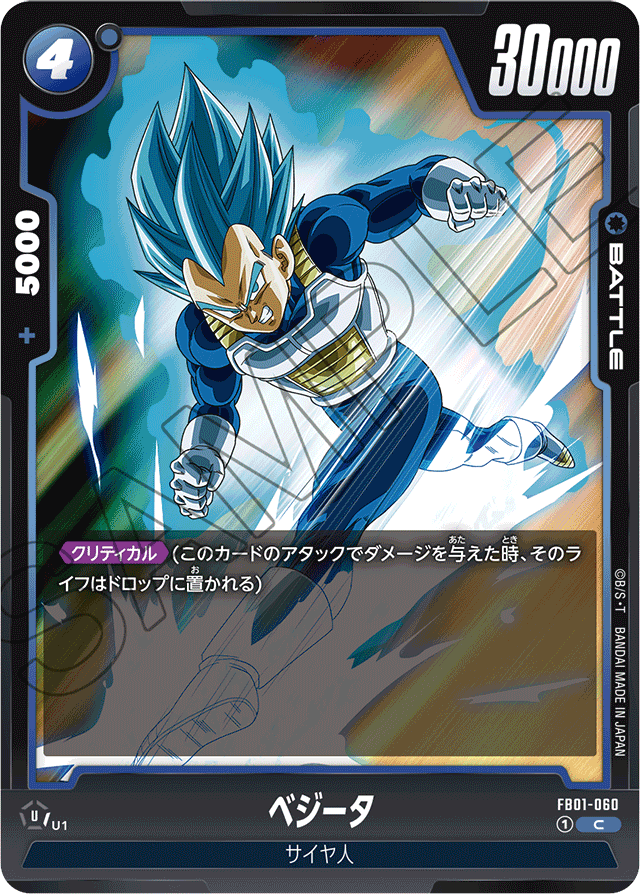 4
30000
+ 5000
BATTLE
SAMPLE
クリティカル (このカードのアタックでダメージを与えた時、そのラ
イフはドロップに置かれる)
©B/S・T BANDAI MADE IN JAPAN
U/U1
ベジータ
FB01-060
① C
サイヤ人